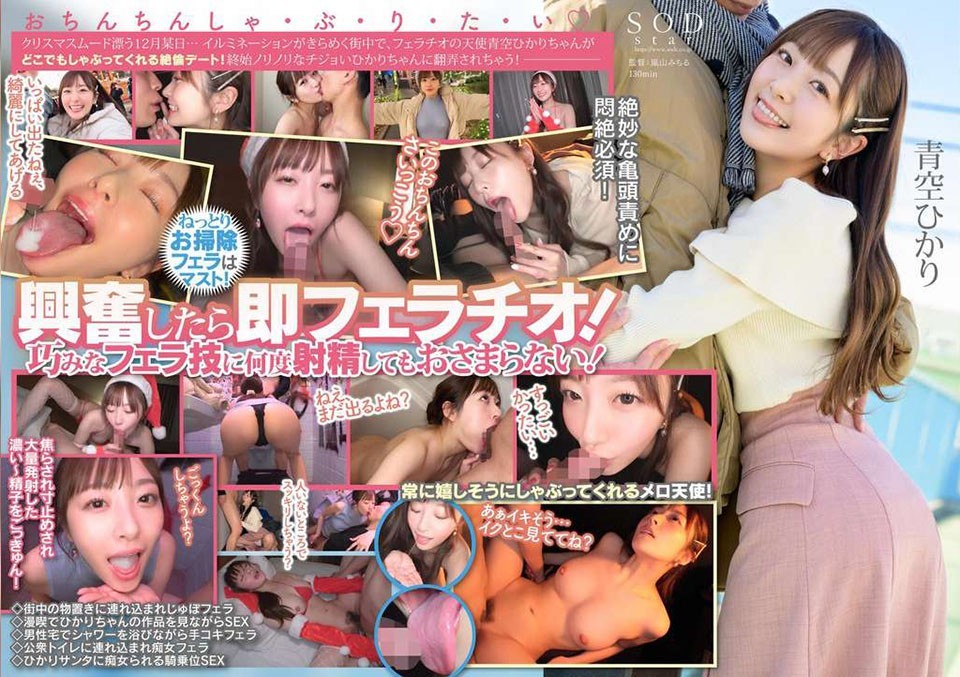 おちんちんしゃ・ぶ・り・た・い♡
クリスマスムード漂う12月某日…イルミネーションがきらめく街中で、フェラチオの天使青空ひかりちゃんが
どこでもしゃぶってくれる絶倫デート!終始ノリノリなチジョいひかりちゃんに翻弄されちゃう!
いっぱい出たねぇ、
綺麗にしてあげる
ねっとり
お掃除
フェラは
マスト!
このおちんちん
さいっこう♡
絶妙な亀頭責めに
悶絶必須!
SOD
star
http://www.sod.co.jp
監督:嵐山みちる
130min
青空ひかり
興奮したら即フェラチオ!
巧みなフェラ技に何度射精してもおさまらない!
ねえ、
まだ出るよね?
すっごい
かったい…
焦らされ寸止めされ
大量発射した
濃い〜精子をごっきゅん!
ごっくん
しちゃうよ?
人いないところで
スッキリしちゃう?
常に嬉しそうにしゃぶってくれるメロ天使!
あぁイキそう…
イクとこ見ててね?
◇街中の物置きに連れ込まれじゅぽフェラ
◇漫喫でひかりちゃんの作品を見ながらSEX
◇男性宅でシャワーを浴びながら手コキフェラ
◇公衆トイレに連れ込まれ痴女フェラ
◇ひかりサンタに痴女られる騎乗位SEX